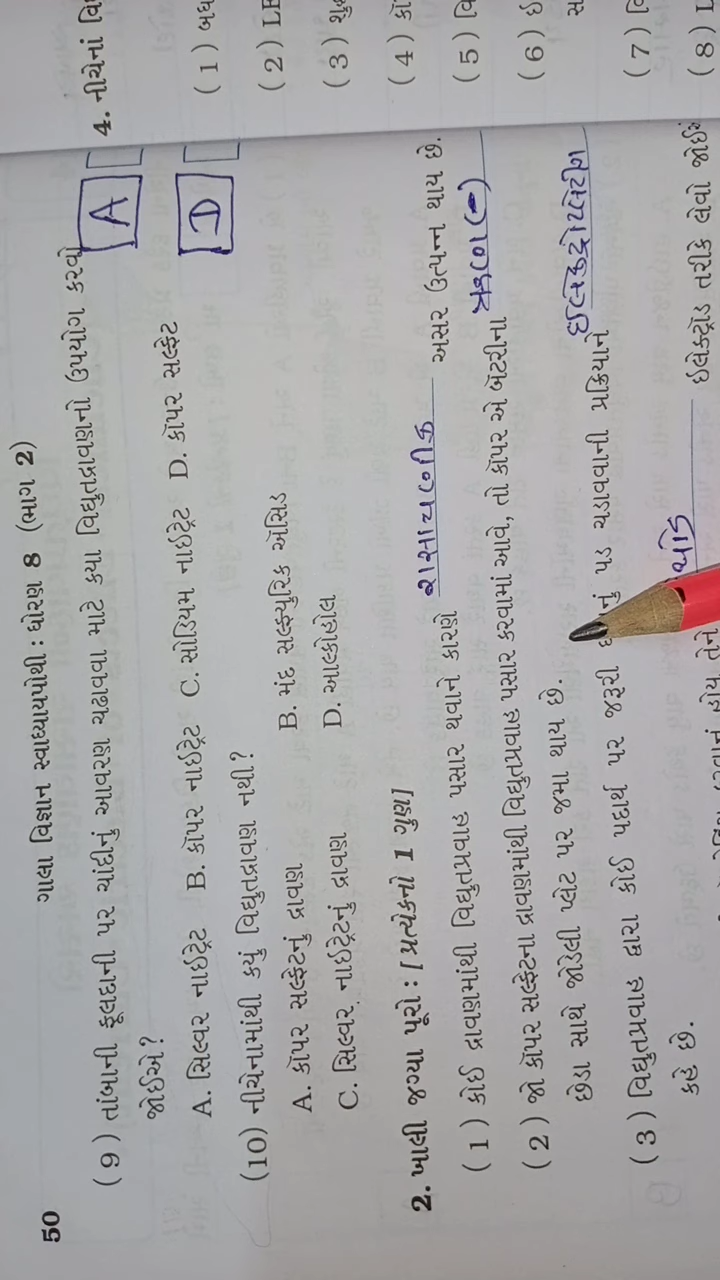 50
ગાલા વિજ્ઞાન સ્વાધ્યાયપોથી : ધોરણ 8 (ભાગ 2)
(9) તાંબાની ફૂલદાની પર ચાંદીનું આવરણ ચઢાવવા માટે કયા વિદ્યુતદ્રાવણનો ઉપયોગ કરવો
જોઈએ?
A
A. સિલ્વર નાઇટ્રેટ B. કૉપર નાઇટ્રેટ C. સોડિયમ નાઇટ્રેટ D. કૉપર સલ્ફેટ
(10) નીચેનામાંથી કયું વિદ્યુતદ્રાવણ નથી?
D
A. કૉપર સલ્ફેટનું દ્રાવણ B. મંદ સલ્ફ્યુરિક ઍસિડ
C. સિલ્વર નાઇટ્રેટનું દ્રાવણ D. આલ્કોહોલ
2. ખાલી જગ્યા પૂરો : [પ્રત્યેકનો 1 ગુણ]
(1) કોઈ દ્રાવણમાંથી વિદ્યુતપ્રવાહ પસાર થવાને કારણે રાસાયણીક અસર ઉત્પન્ન થાય છે.
(2) જો કૉપર સલ્ફેટના દ્રાવણમાંથી વિદ્યુતપ્રવાહ પસાર કરવામાં આવે, તો કૉપર એ બૅટરીના ઋણ (-)
છેડા સાથે જોડેલી પ્લેટ પર જમા થાય છે.
(3) વિદ્યુતપ્રવાહ દ્વારા કોઈ પદાર્થ પર જરૂરી નું પડ ચડાવવાની પ્રક્રિયાને ઇલેક્ટ્રોપ્લેટીંગ
કહે છે.
હોય, તેને ઇલેક્ટ્રૉડ તરીકે લેવો
4. નીચેનાં
(1)
(2)
(3)
(4)
(5)
(6)
(7)
(8)